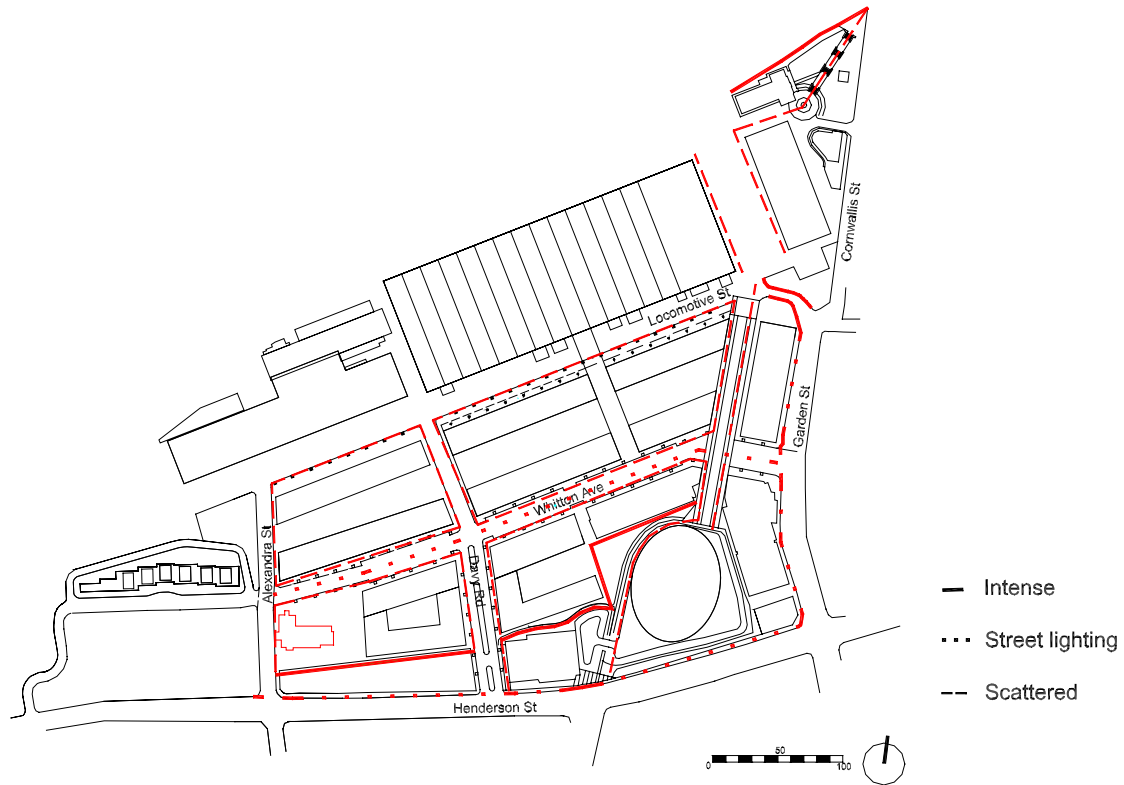 Cornwallis St
Locomotive St
Garden St
Whitton Ave
Alexandra St
Davy Rd
Intense
Street lighting
Scattered
Henderson St
50
0
100